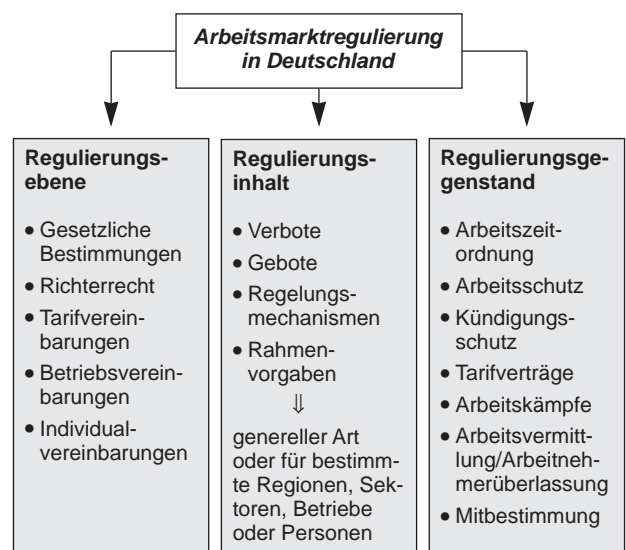 Arbeitsmarktregulierung
in Deutschland
Regulierungs-
ebene
• Gesetzliche
Bestimmungen
• Richterrecht
• Tarifverein-
barungen
• Betriebsverein-
barungen
• Individual-
vereinbarungen
Regulierungs-
inhalt
• Verbote
• Gebote
• Regelungs-
mechanismen
• Rahmen-
vorgaben
⇓
genereller Art
oder für bestimm-
te Regionen, Sek-
toren, Betriebe
oder Personen
Regulierungsge-
genstand
• Arbeitszeit-
ordnung
• Arbeitsschutz
• Kündigungs-
schutz
• Tarifverträge
• Arbeitskämpfe
• Arbeitsvermitt-
lung/Arbeitneh-
merüberlassung
• Mitbestimmung